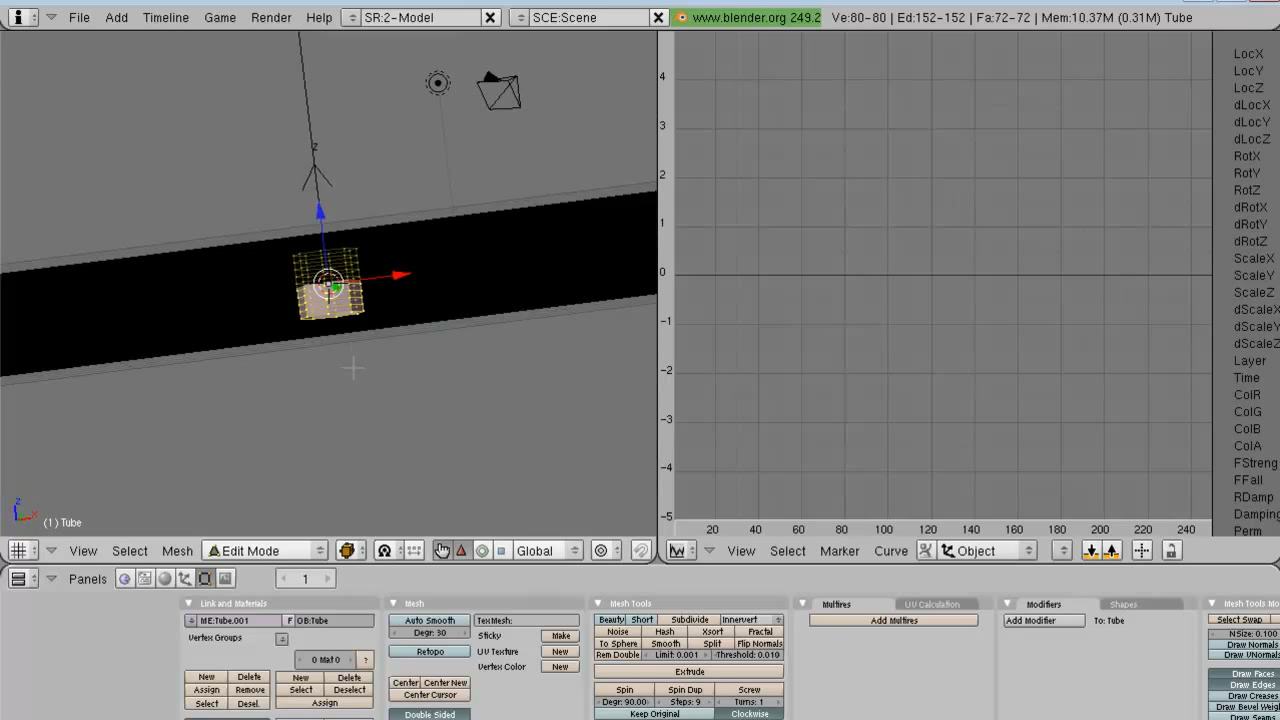 File Add Timeline Game Render Help SR:2-Model SCE:Scene www.blender.org 249.2 Ve:80-80 | Ed:152-152 | Fa:72-72 | Mem:10.37M (0.31M) Tube
z
z
x
(1) Tube
View Select Mesh Edit Mode Global
4
3
2
1
0
-1
-2
-3
-4
-5
20 40 60 80 100 120 140 160 180 200 220 240
LocX
LocY
LocZ
dLocX
dLocY
dLocZ
RotX
RotY
RotZ
dRotX
dRotY
dRotZ
ScaleX
ScaleY
ScaleZ
dScaleX
dScaleY
dScaleZ
Layer
Time
ColR
ColG
ColB
ColA
FStreng
FFall
RDamp
Damping
Perm
View Select Marker Curve Object
Panels 1
Link and Materials
ME:Tube.001 F OB:Tube
Vertex Groups
0 Mat 0 ?
New Delete New Delete
Assign Remove Select Deselect
Select Desel. Assign
Mesh
Auto Smooth TexMesh:
Degr: 30 Sticky Make
Retopo UV Texture New
Vertex Color New
Center Center New
Center Cursor
Double Sided
Mesh Tools
Beauty Short Subdivide Innervert
Noise Hash Xsort Fractal
To Sphere Smooth Split Flip Normals
Rem Double Limit: 0.001 Threshold: 0.010
Extrude
Spin Spin Dup Screw
Degr: 90.00 Steps: 9 Turns: 1
Keep Original Clockwise
Multires UV Calculation
Add Multires
Modifiers Shapes
Add Modifier To: Tube
Mesh Tools Mo
Select Swap
NSize: 0.100
Draw Normals
Draw VNormals
Draw Faces
Draw Edges
Draw Creases
Draw Bevel Weig
Draw Seams